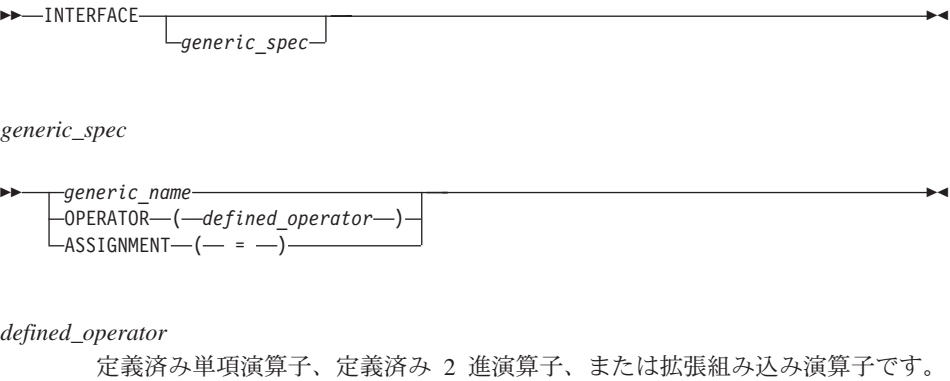 INTERFACE
generic_spec
generic_spec
generic_name
OPERATOR ( defined_operator )
ASSIGNMENT ( = )
defined_operator
定義済み単項演算子、定義済み 2 進演算子、または拡張組み込み演算子です。